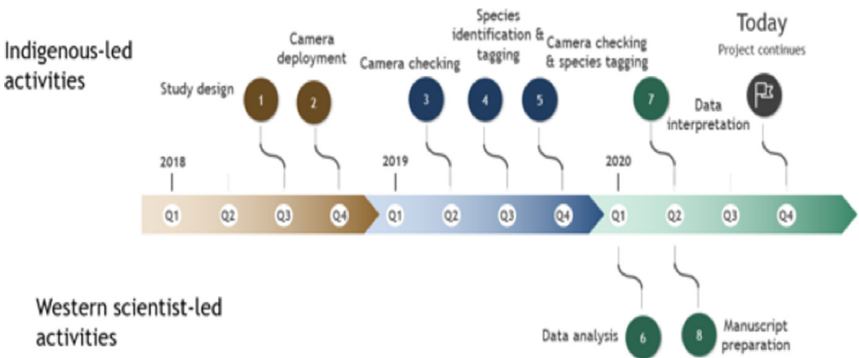 Indigenous-led
activities
Study design
1
Camera
deployment
2
Camera checking
3
Species
identification &
tagging
4
5
Camera checking
& species tagging
7
Data
interpretation
Today
Project continues
2018
2019
2020
Q1
Q2
Q3
Q4
Q1
Q2
Q3
Q4
Q1
Q2
Q3
Q4
Western scientist-led
activities
Data analysis
6
8
Manuscript
preparation